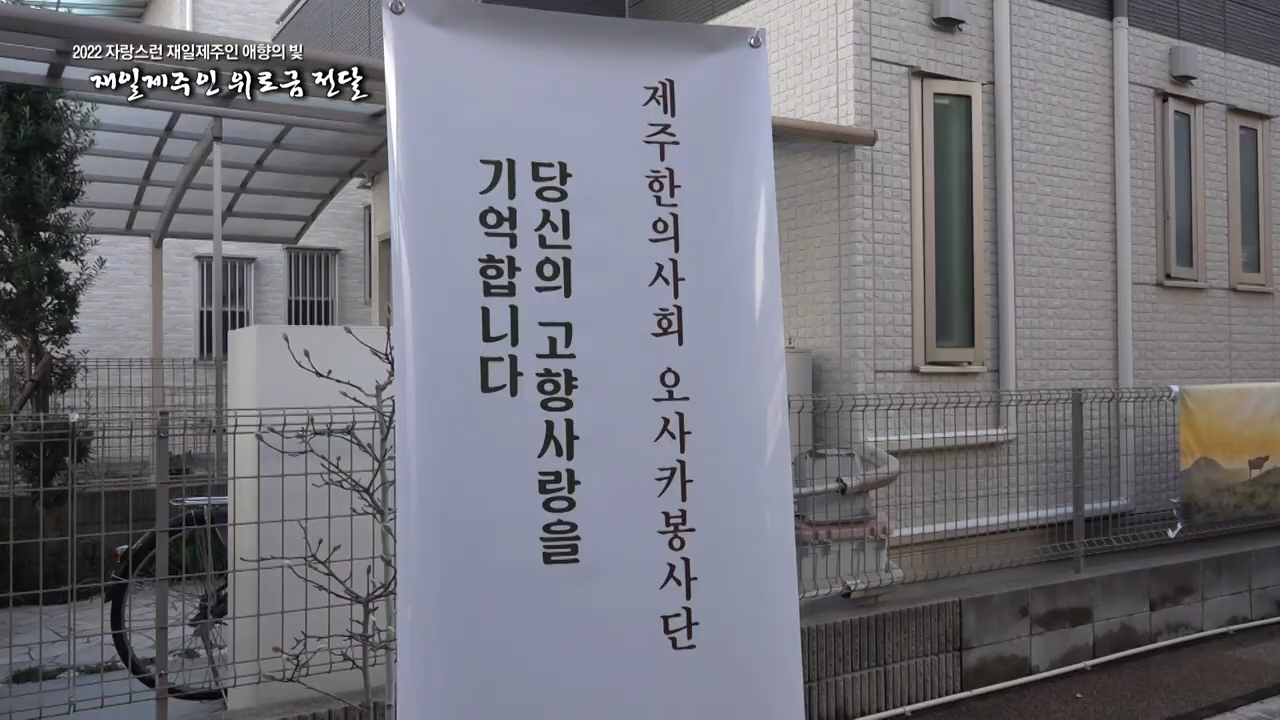 2022 자랑스런 재일제주인 애향의 빛
재일제주인 위로금 전달
제주한의사회 오사카봉사단
당신의 고향사랑을
기억합니다